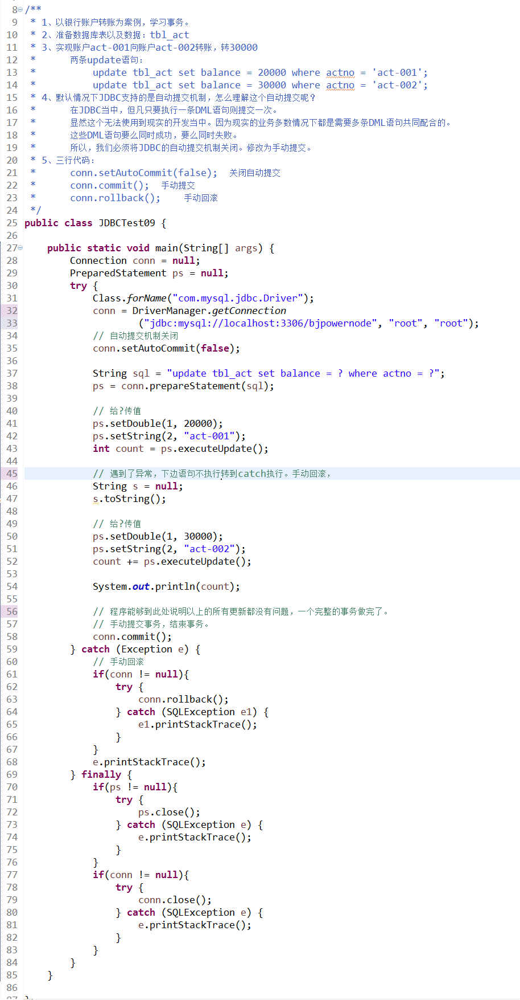 8 /**
9  * 1、以银行账户转账为案例，学习事务。
10  * 2、准备数据库表以及数据：tbl_act
11  * 3、实现账户act-001向账户act-002转账，转30000
12  *      两条update语句：
13  *          update tbl_act set balance = 20000 where actno = 'act-001';
14  *          update tbl_act set balance = 30000 where actno = 'act-002';
15  * 4、默认情况下JDBC支持的是自动提交机制，怎么理解这个自动提交呢？
16  *      在JDBC当中，但凡只要执行一条DML语句则提交一次。
17  *      显然这个无法使用到现实的开发当中。因为现实的业务多数情况下都是需要多条DML语句共同配合的。
18  *      这些DML语句要么同时成功，要么同时失败。
19  *      所以，我们必须将JDBC的自动提交机制关闭。修改为手动提交。
20  * 5、三行代码：
21  *      conn.setAutoCommit(false);  关闭自动提交
22  *      conn.commit();  手动提交
23  *      conn.rollback();    手动回滚
24  */
25 public class JDBCTest09 {
26
27     public static void main(String[] args) {
28         Connection conn = null;
29         PreparedStatement ps = null;
30         try {
31             Class.forName("com.mysql.jdbc.Driver");
32             conn = DriverManager.getConnection
33                     ("jdbc:mysql://localhost:3306/bjpowernode", "root", "root");
34             // 自动提交机制关闭
35             conn.setAutoCommit(false);
36
37             String sql = "update tbl_act set balance = ? where actno = ?";
38             ps = conn.prepareStatement(sql);
39
40             // 给?传值
41             ps.setDouble(1, 20000);
42             ps.setString(2, "act-001");
43             int count = ps.executeUpdate();
44
45             // 遇到了异常，下边语句不执行转到catch执行。手动回滚，
46             String s = null;
47             s.toString();
48
49             // 给?传值
50             ps.setDouble(1, 30000);
51             ps.setString(2, "act-002");
52             count += ps.executeUpdate();
53
54             System.out.println(count);
55
56             // 程序能够到此处说明以上的所有更新都没有问题，一个完整的事务做完了。
57             // 手动提交事务，结束事务。
58             conn.commit();
59         } catch (Exception e) {
60             // 手动回滚
61             if(conn != null){
62                 try {
63                     conn.rollback();
64                 } catch (SQLException e1) {
65                     e1.printStackTrace();
66                 }
67             }
68             e.printStackTrace();
69         } finally {
70             if(ps != null){
71                 try {
72                     ps.close();
73                 } catch (SQLException e) {
74                     e.printStackTrace();
75                 }
76             }
77             if(conn != null){
78                 try {
79                     conn.close();
80                 } catch (SQLException e) {
81                     e.printStackTrace();
82                 }
83             }
84         }
85     }
86